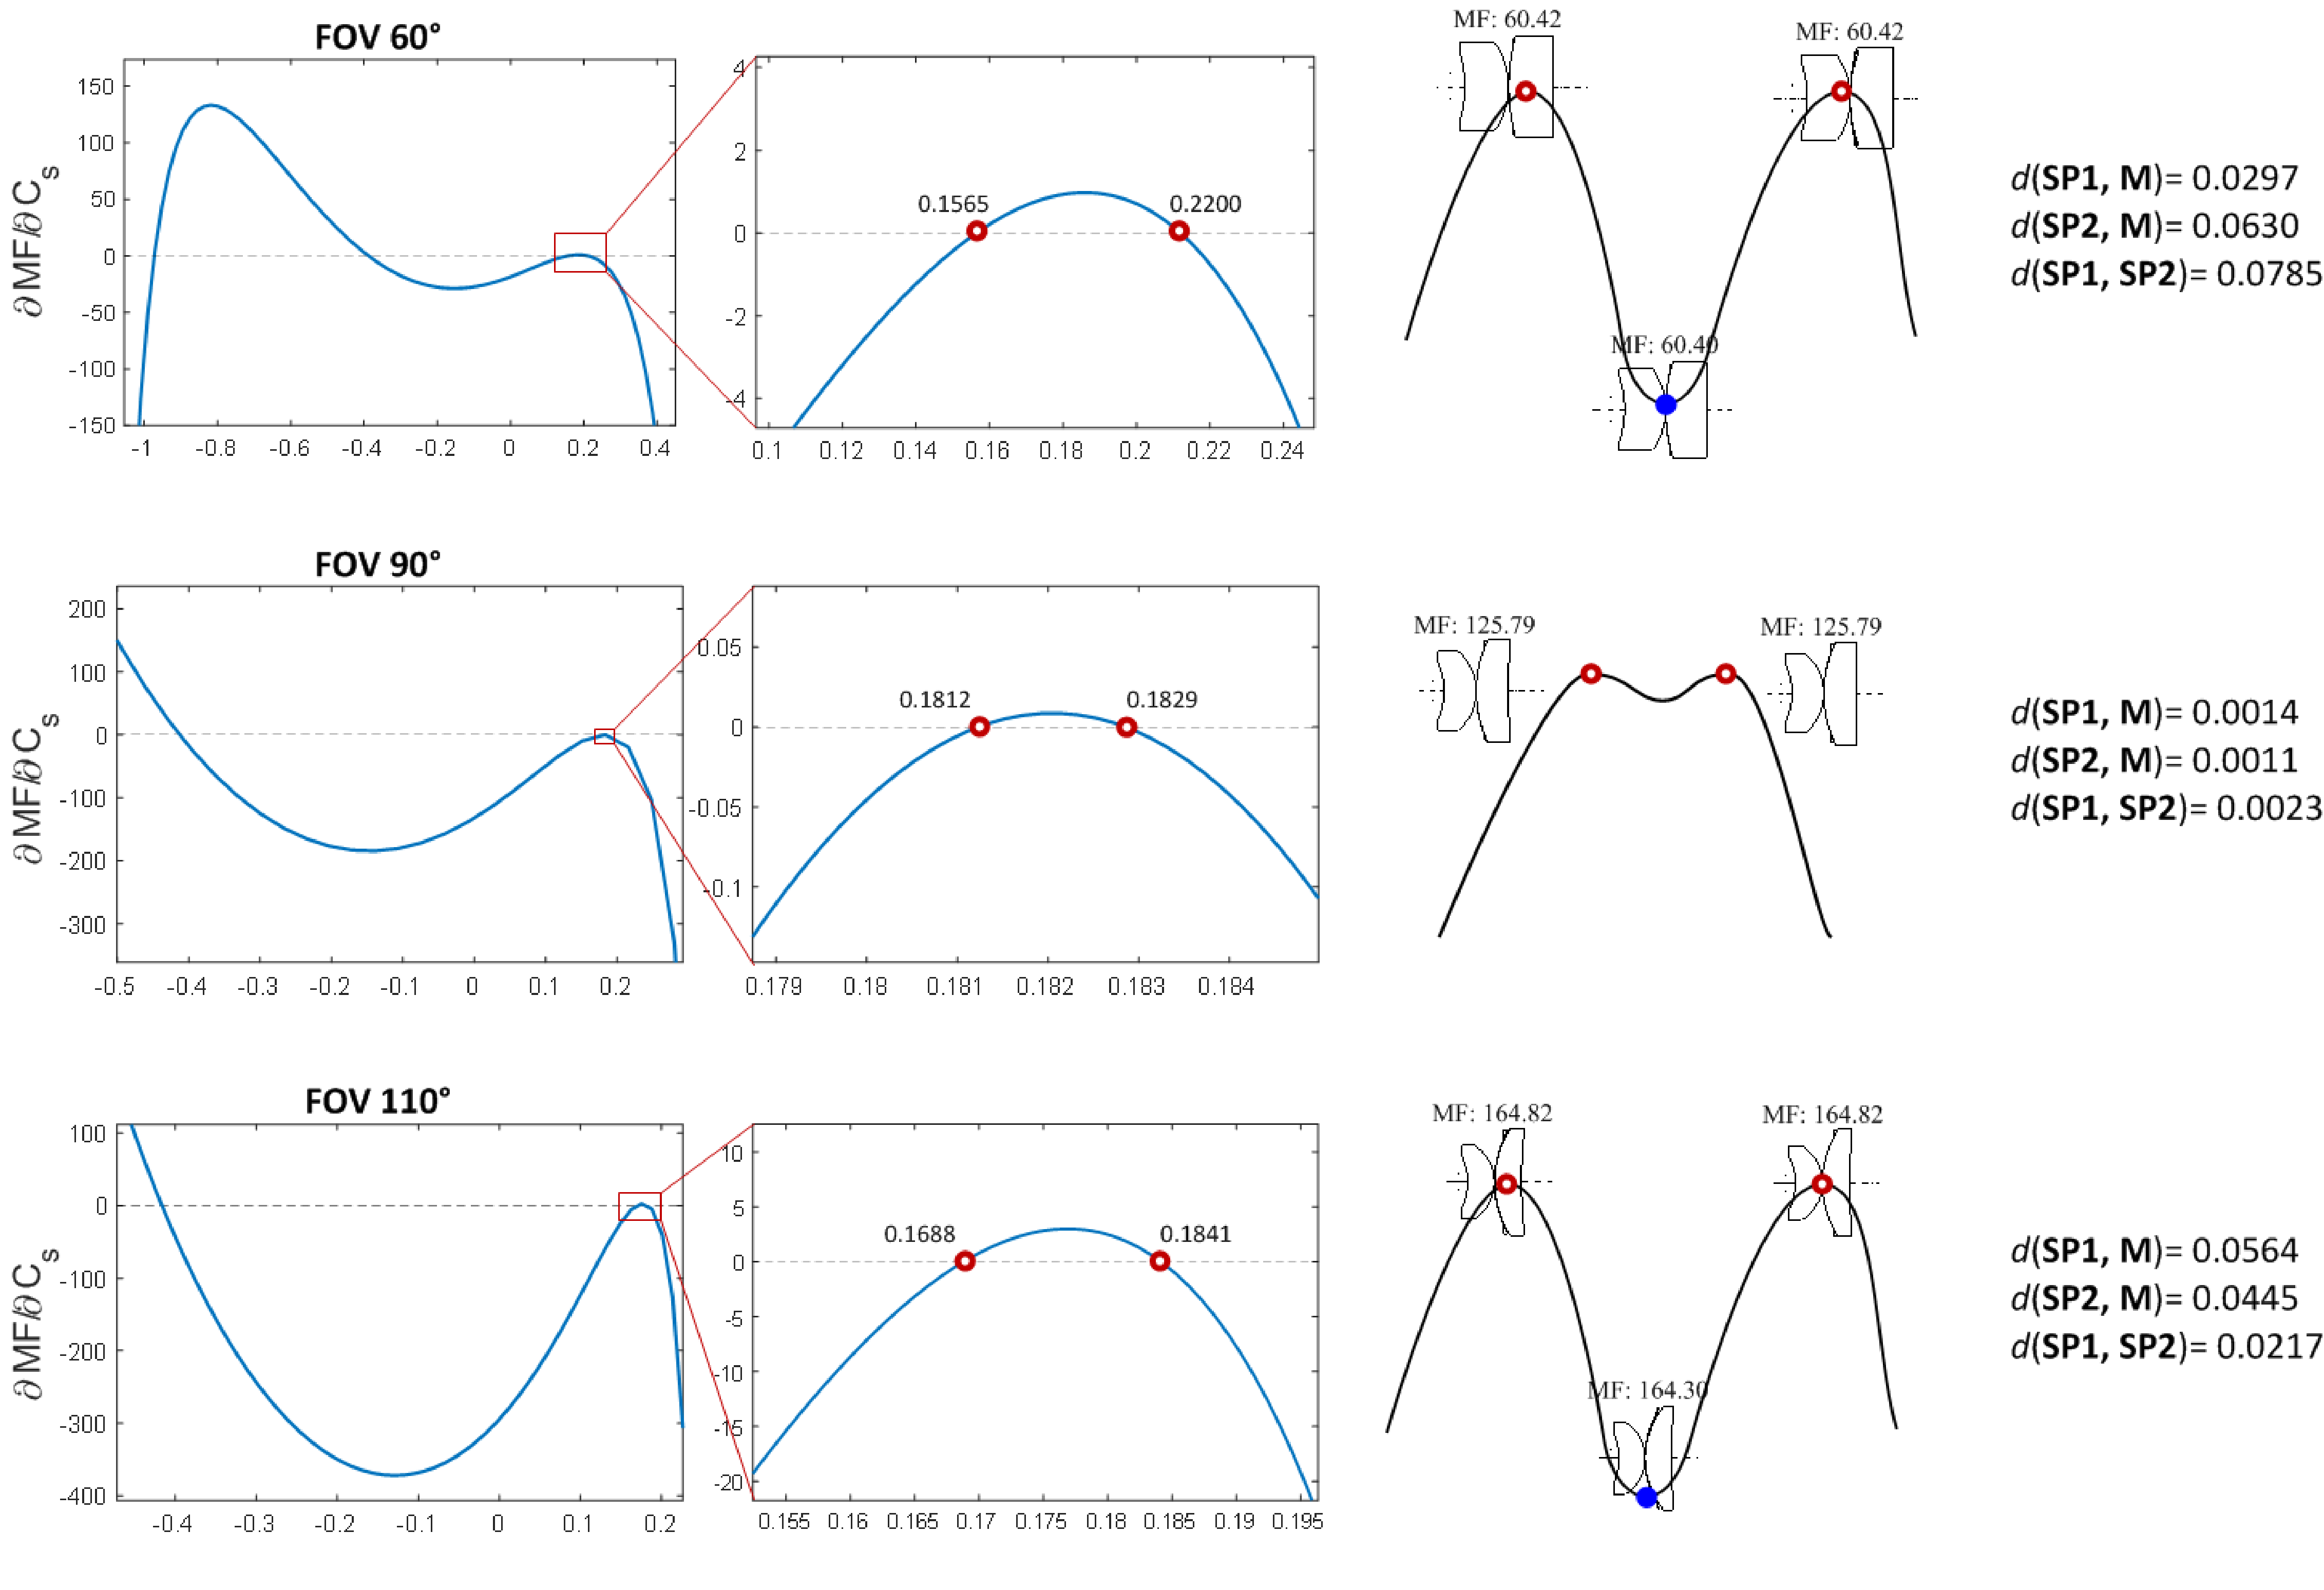 FOV 60°
∂MF/∂Cs
150
100
50
0
-50
-100
-150
-1 -0.8 -0.6 -0.4 -0.2 0 0.2 0.4
4
2
0
-2
-4
0.1565 0.2200
0.1 0.12 0.14 0.16 0.18 0.2 0.22 0.24
MF: 60.42
MF: 60.42
MF: 60.40
d(SP1, M)= 0.0297
d(SP2, M)= 0.0630
d(SP1, SP2)= 0.0785
FOV 90°
∂MF/∂Cs
200
100
0
-100
-200
-300
-0.5 -0.4 -0.3 -0.2 -0.1 0 0.1 0.2
0.05
0
-0.05
-0.1
0.1812 0.1829
0.179 0.18 0.181 0.182 0.183 0.184
MF: 125.79
MF: 125.79
d(SP1, M)= 0.0014
d(SP2, M)= 0.0011
d(SP1, SP2)= 0.0023
FOV 110°
∂MF/∂Cs
100
0
-100
-200
-300
-400
-0.4 -0.3 -0.2 -0.1 0 0.1 0.2
10
5
0
-5
-10
-15
-20
0.1688 0.1841
0.155 0.16 0.165 0.17 0.175 0.18 0.185 0.19 0.195
MF: 164.82
MF: 164.82
MF: 164.30
d(SP1, M)= 0.0564
d(SP2, M)= 0.0445
d(SP1, SP2)= 0.0217